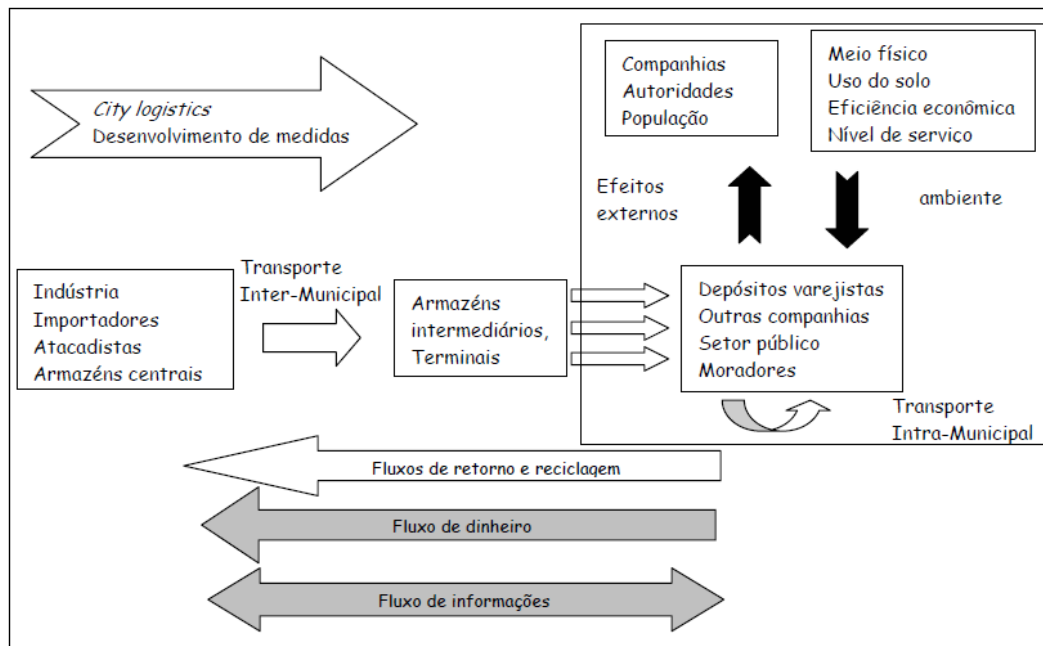 City logistics
Desenvolvimento de medidas
Companhias
Autoridades
População
Meio físico
Uso do solo
Eficiência econômica
Nível de serviço
Efeitos
externos
ambiente
Indústria
Importadores
Atacadistas
Armazéns centrais
Transporte
Inter-Municipal
Armazéns
intermediários,
Terminais
Depósitos varejistas
Outras companhias
Setor público
Moradores
Transporte
Intra-Municipal
Fluxos de retorno e reciclagem
Fluxo de dinheiro
Fluxo de informações